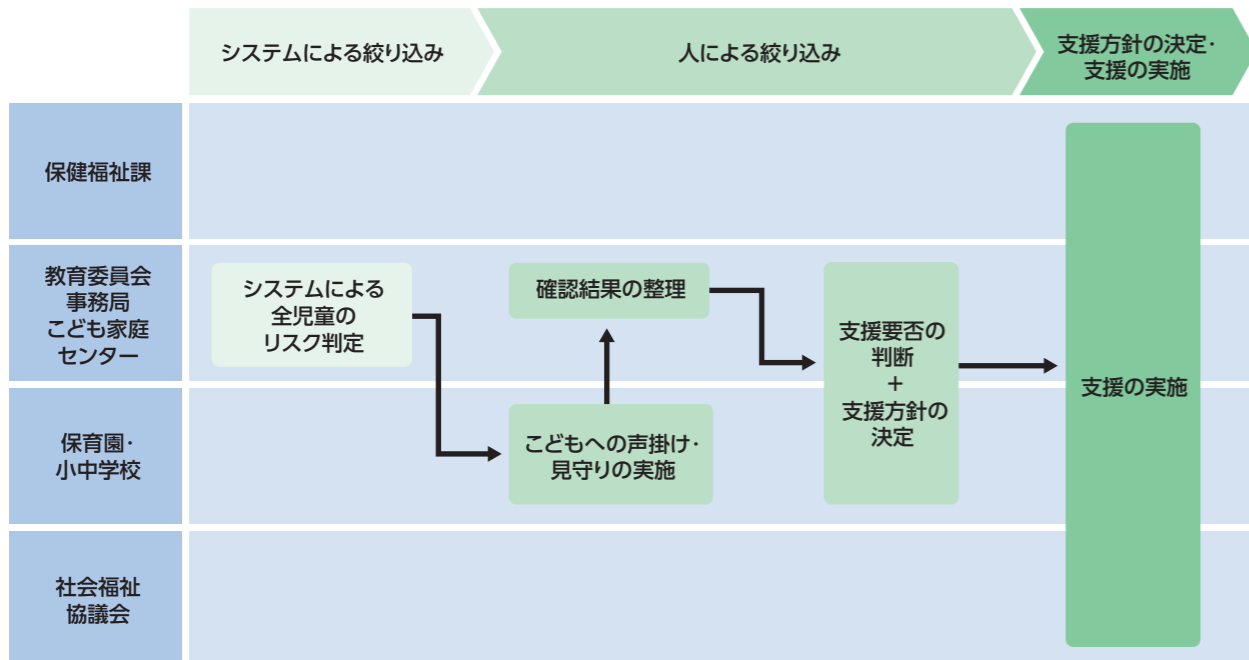 システムによる絞り込み
人による絞り込み
支援方針の決定・
支援の実施
保健福祉課
教育委員会
事務局
こども家庭
センター
システムによる
全児童の
リスク判定
確認結果の整理
支援要否の
判断
+
支援方針の
決定
支援の実施
保育園・
小中学校
こどもへの声掛け・
見守りの実施
社会福祉
協議会